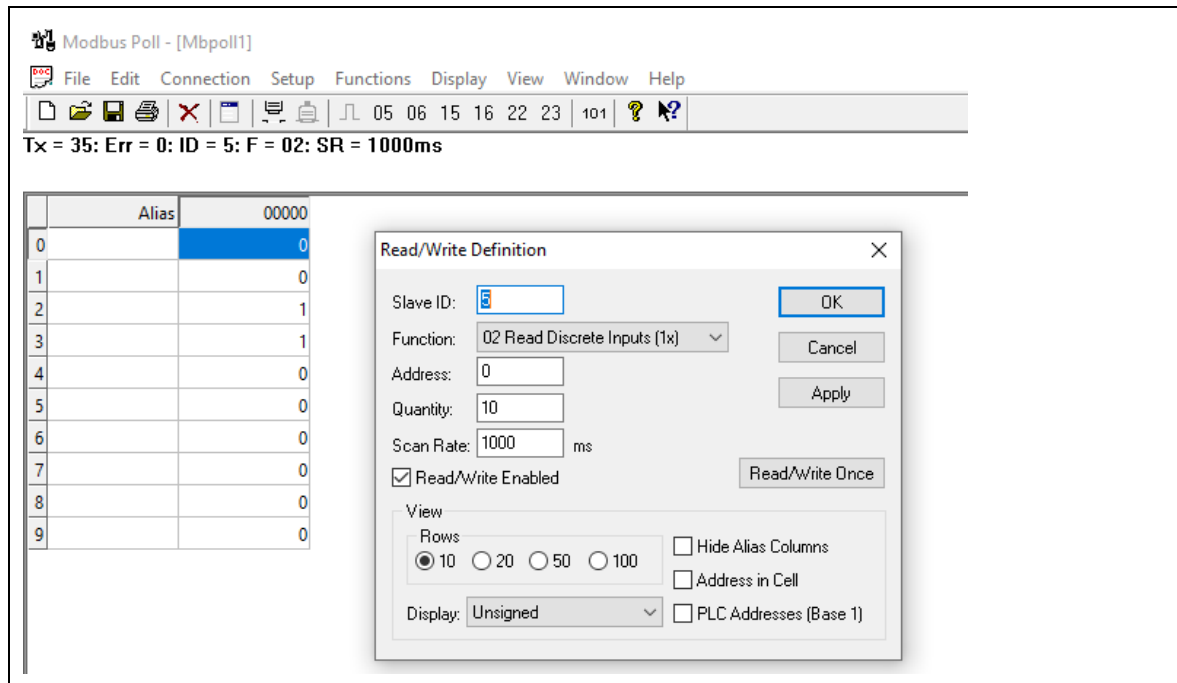 Modbus Poll - [Mbpoll1]
File Edit Connection Setup Functions Display View Window Help
05 06 15 16 22 23 101
Tx = 35: Err = 0: ID = 5: F = 02: SR = 1000ms
Alias 00000
0 0
1 0
2 1
3 1
4 0
5 0
6 0
7 0
8 0
9 0
Read/Write Definition
Slave ID: 5 OK
Function: 02 Read Discrete Inputs (1x) Cancel
Address: 0
Apply
Quantity: 10
Scan Rate: 1000 ms
Read/Write Enabled Read/Write Once
View
Rows
10 20 50 100
Hide Alias Columns
Address in Cell
Display: Unsigned PLC Addresses (Base 1)